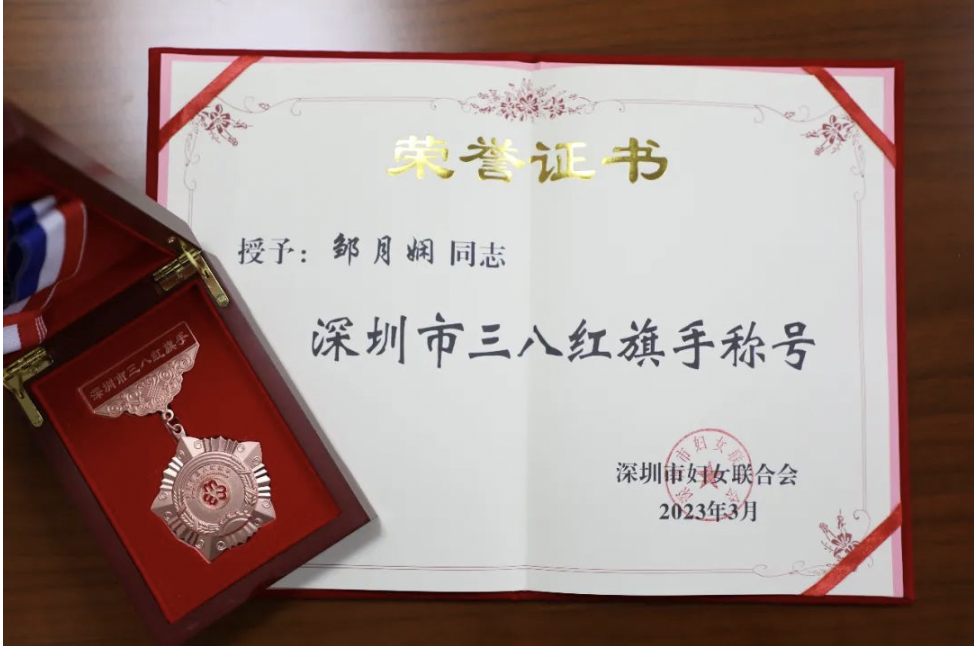 荣誉证书
授予：邹月娴同志
深圳市三八红旗手称号
深圳市妇女联合会
2023年3月
深圳市三八红旗手